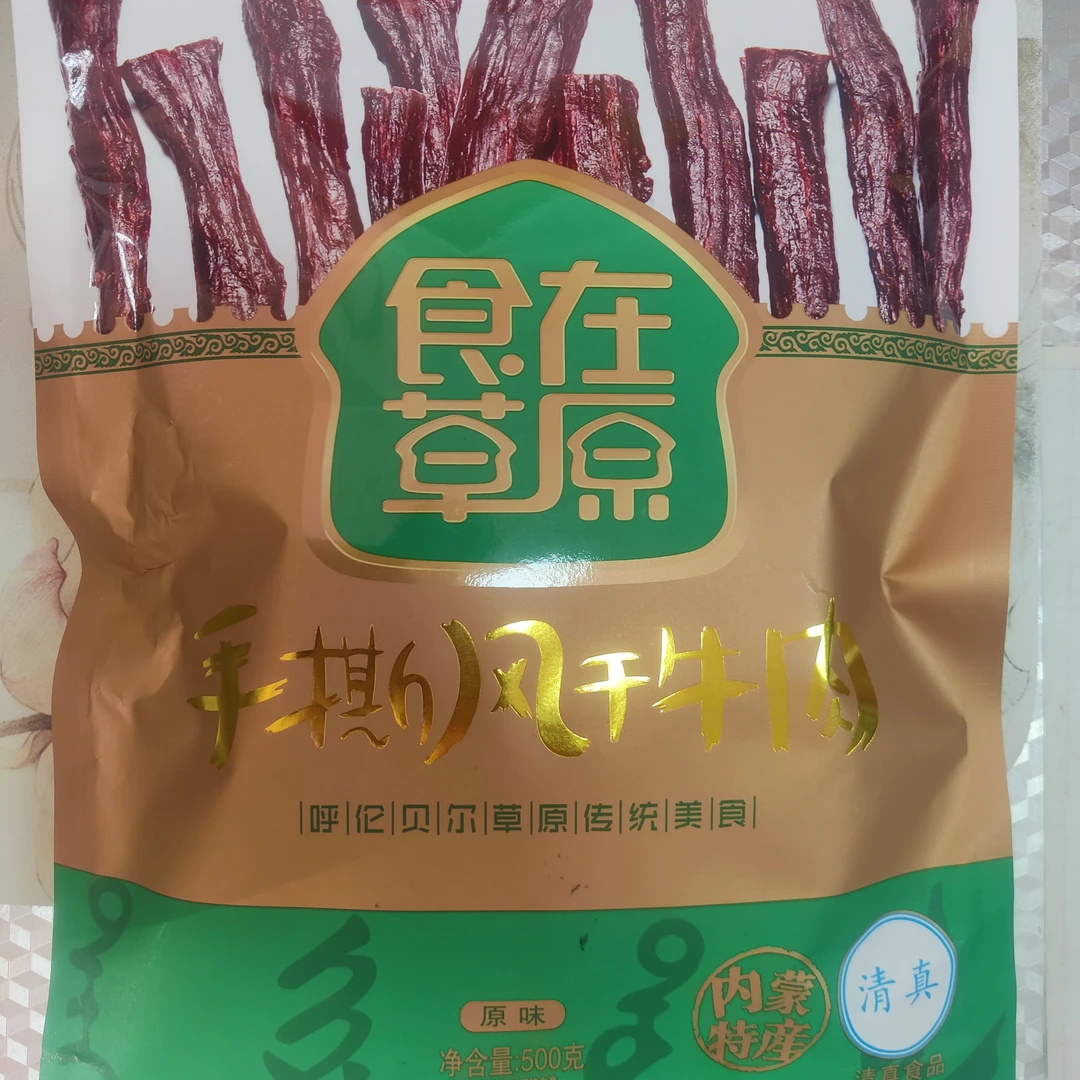 食在
草原
手撕风干牛肉
呼伦贝尔草原传统美食
原味
净含量:500克
内蒙
特産
清真
清真食品